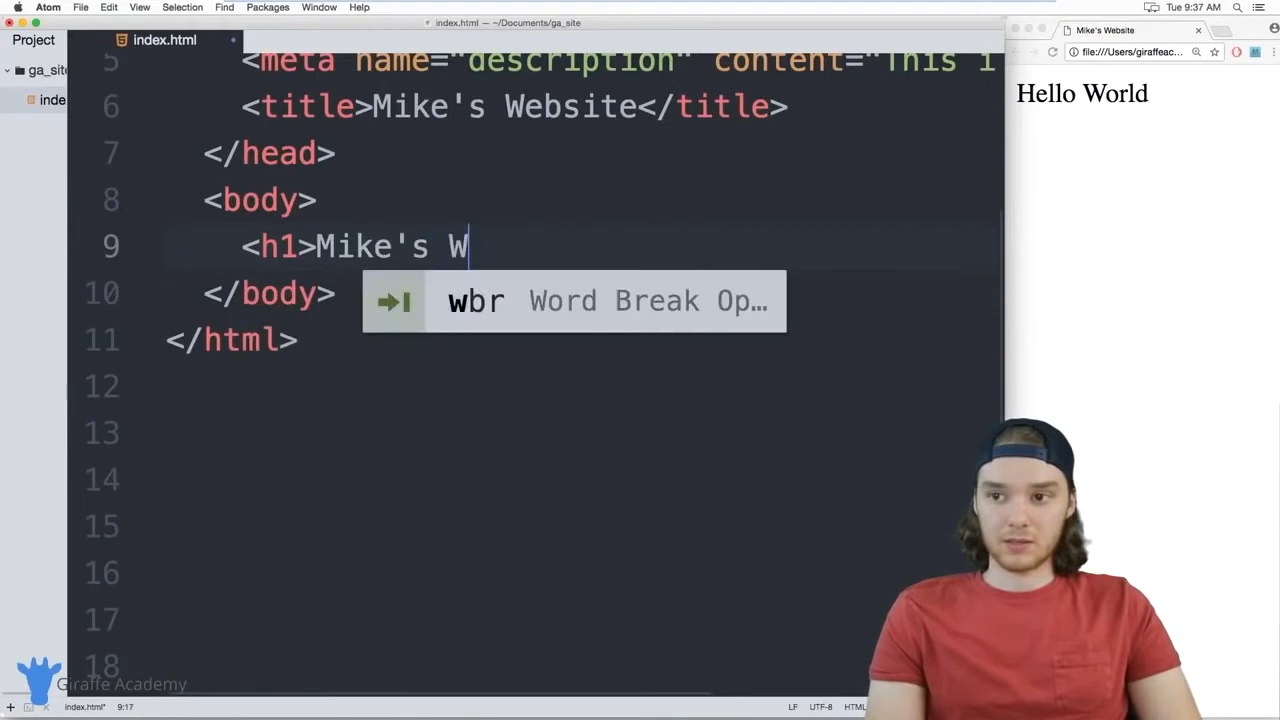 Atom File Edit View Selection Find Packages Window Help Tue 9:37 AM
index.html — ~/Documents/ga_site
Project
index.html
ga_sit
inde
5 <meta name="description" content="This i
6 <title>Mike's Website</title>
7 </head>
8 <body>
9 <h1>Mike's W
wbr Word Break Op…
10 </body>
11 </html>
12
13
14
15
16
17
18
Giraffe Academy
index.html* 9:17 LF UTF-8 HTML
Mike's Website
file:///Users/giraffeac...
Hello World